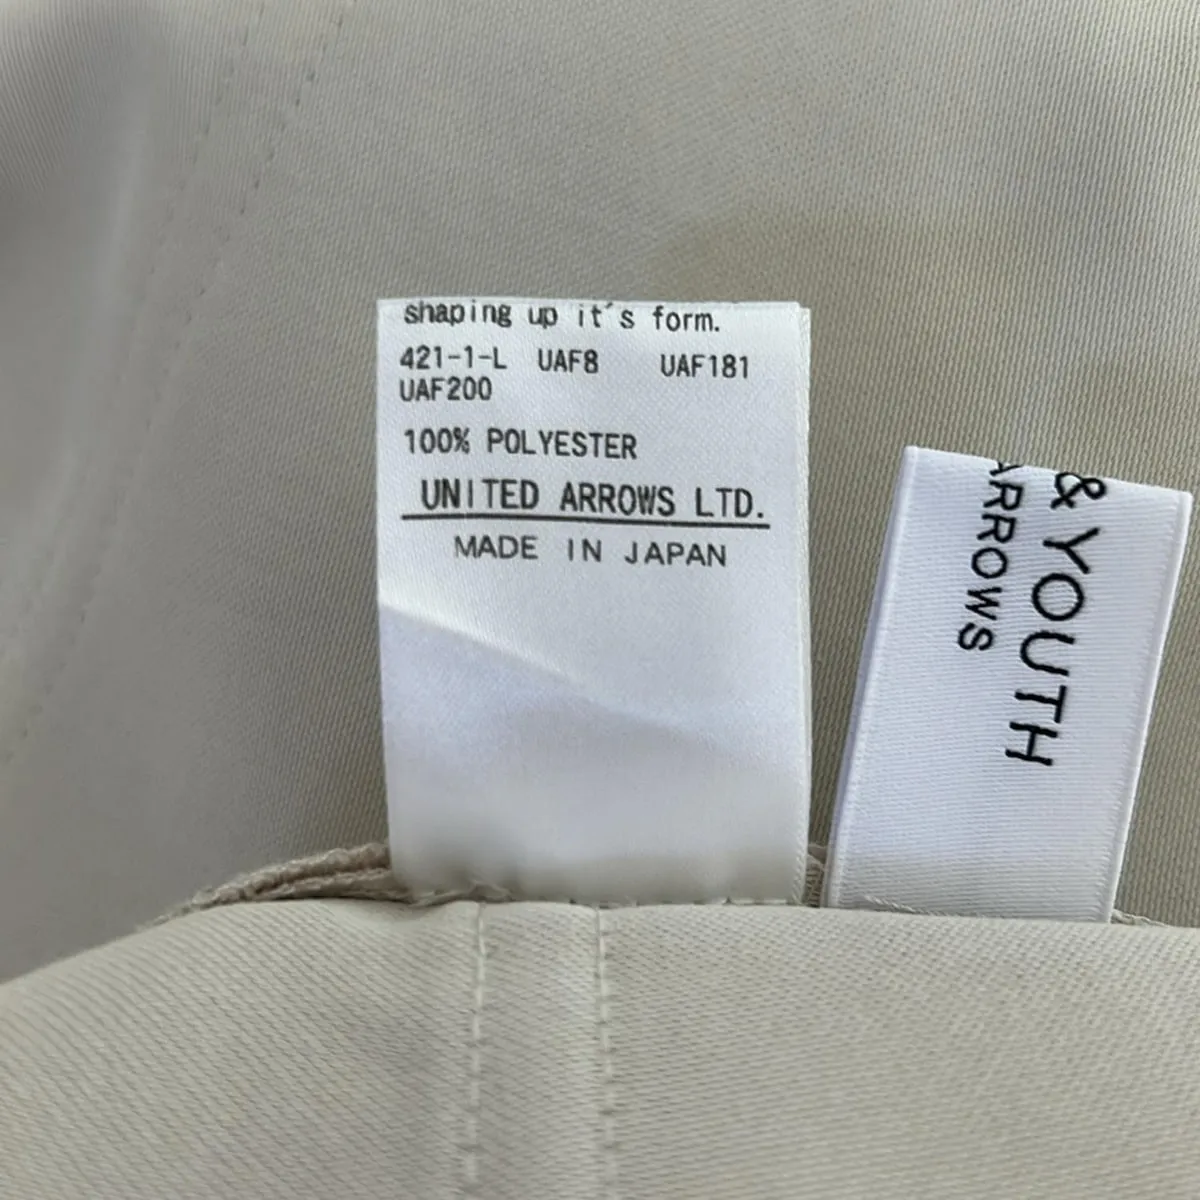 shaping up it's form.
421-1-L UAF8 UAF181
UAF200
100% POLYESTER
UNITED ARROWS LTD.
MADE IN JAPAN
& YOUTH
ARROWS